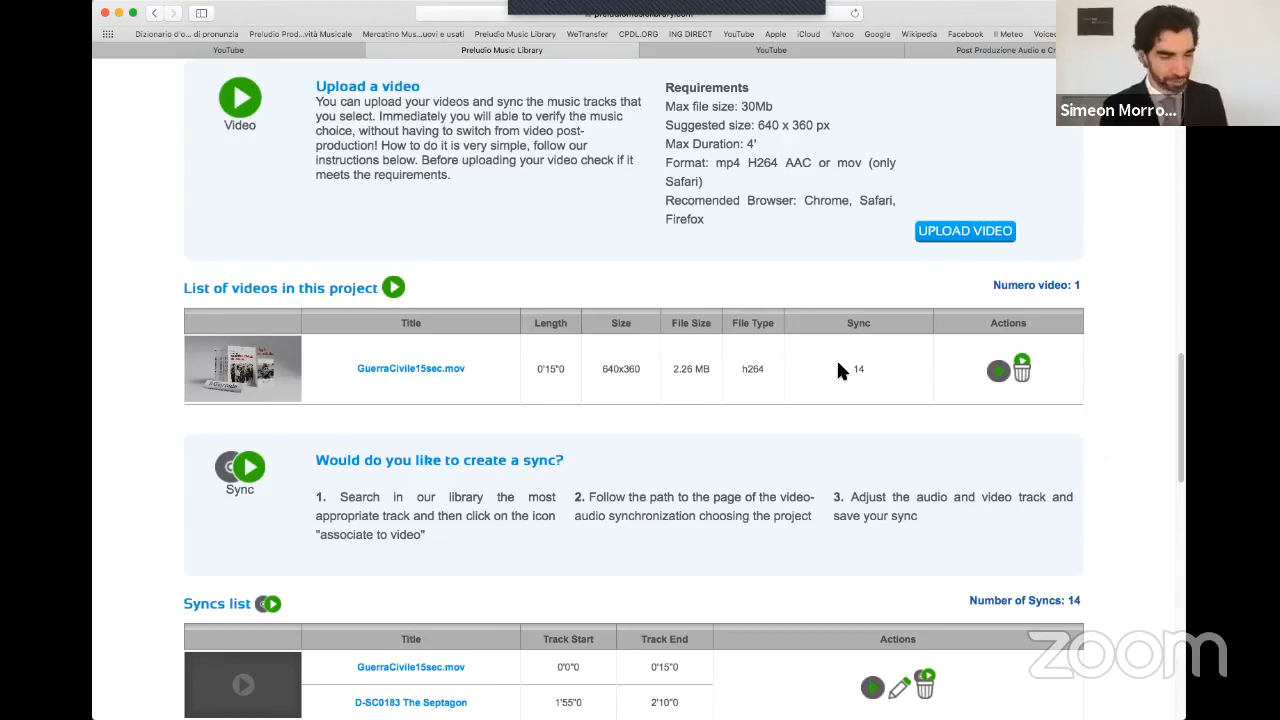 preludiomusiclibrary.com
Dizionario d'o... di pronunzia Preludio Prod...vità Musicale Mercatino Mus...uovi e usati Preludio Music Library WeTransfer CPDL.ORG ING DIRECT YouTube Apple iCloud Yahoo Google Wikipedia Facebook Il Meteo
YouTube Preludio Music Library YouTube Post Produzione Audio e
Simeon Morro...
Video
Upload a video
You can upload your videos and sync the music tracks that
you select. Immediately you will able to verify the music
choice, without having to switch from video post-
production! How to do it is very simple, follow our
instructions below. Before uploading your video check if it
meets the requirements.
Requirements
Max file size: 30Mb
Suggested size: 640 x 360 px
Max Duration: 4'
Format: mp4 H264 AAC or mov (only
Safari)
Recomended Browser: Chrome, Safari,
Firefox
UPLOAD VIDEO
List of videos in this project
Numero video: 1
Title Length Size File Size File Type Sync Actions
GuerraCivile15sec.mov 0'15"0 640x360 2.26 MB h264 14
Sync
Would do you like to create a sync?
1. Search in our library the most
appropriate track and then click on the icon
"associate to video"
2. Follow the path to the page of the video-
audio synchronization choosing the project
3. Adjust the audio and video track and
save your sync
Syncs list
Number of Syncs: 14
Title Track Start Track End Actions
GuerraCivile15sec.mov 0'0"0 0'15"0
D-SC0183 The Septagon 1'55"0 2'10"0
zoom